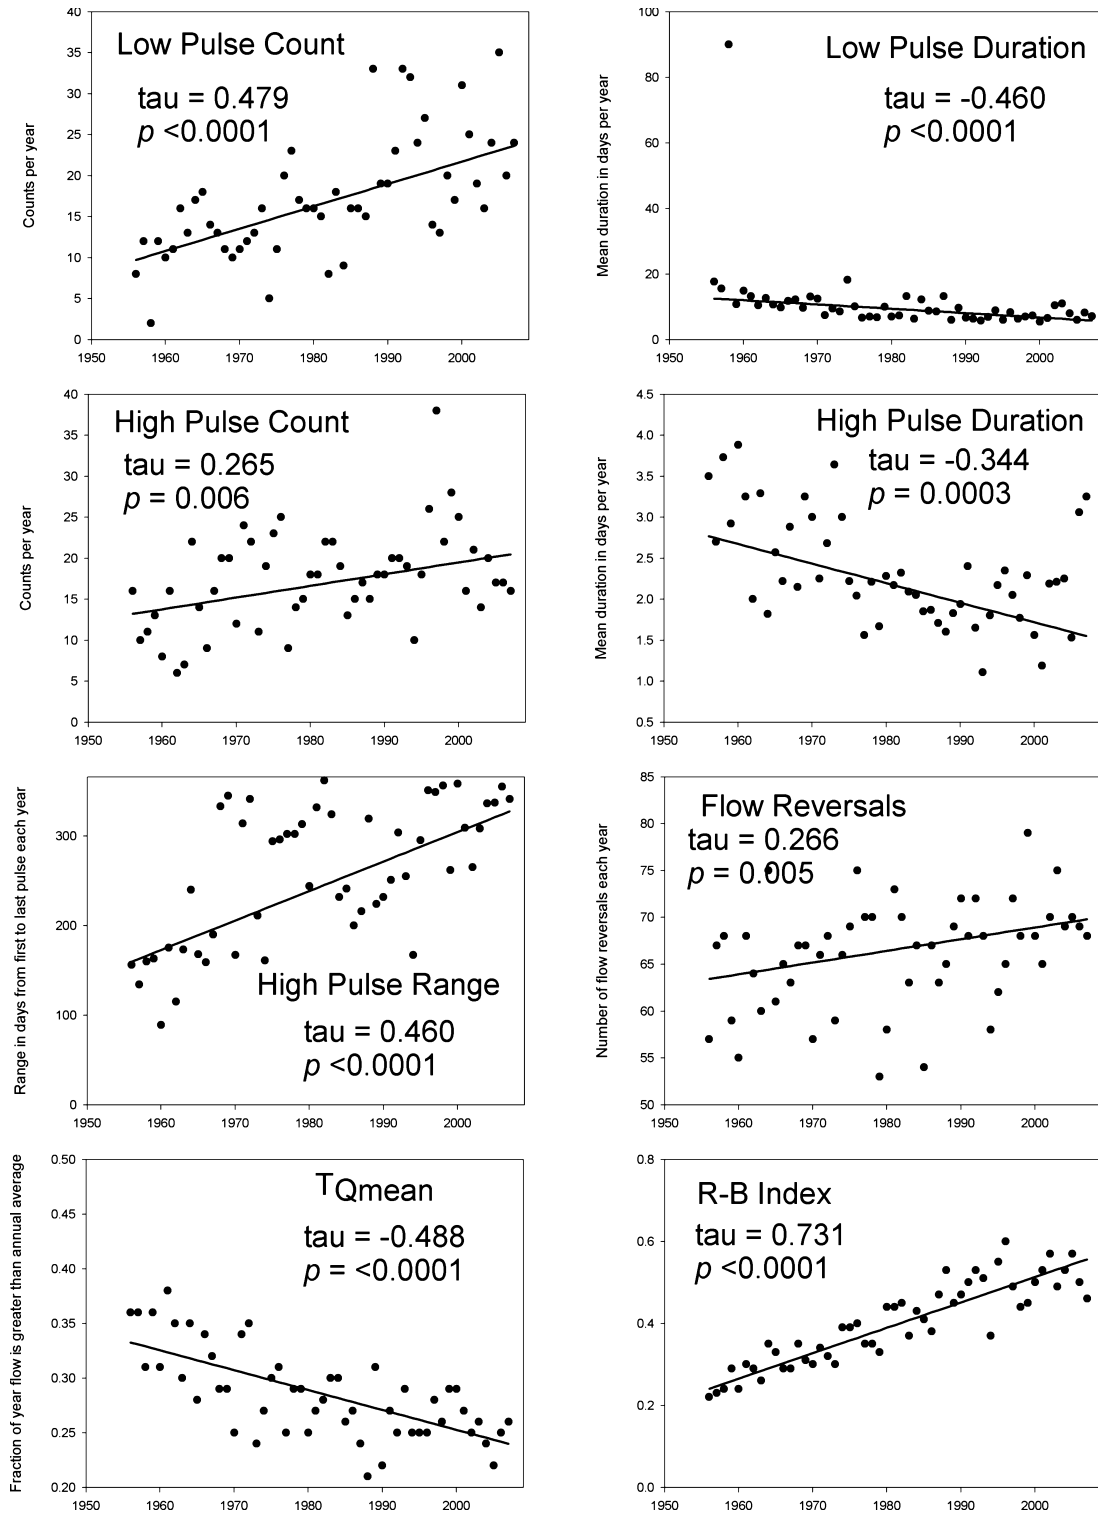 40
35
30
25
20
15
10
5
0
Counts per year
Low Pulse Count
tau = 0.479
p <0.0001
1950 1960 1970 1980 1990 2000
100
80
60
40
20
0
Mean duration in days per year
Low Pulse Duration
tau = -0.460
p <0.0001
1950 1960 1970 1980 1990 2000
40
35
30
25
20
15
10
5
0
Counts per year
High Pulse Count
tau = 0.265
p = 0.006
1950 1960 1970 1980 1990 2000
4.5
4.0
3.5
3.0
2.5
2.0
1.5
1.0
0.5
Mean duration in days per year
High Pulse Duration
tau = -0.344
p = 0.0003
1950 1960 1970 1980 1990 2000
300
200
100
0
Range in days from first to last pulse each year
High Pulse Range
tau = 0.460
p <0.0001
1950 1960 1970 1980 1990 2000
85
80
75
70
65
60
55
50
Number of flow reversals each year
Flow Reversals
tau = 0.266
p = 0.005
1950 1960 1970 1980 1990 2000
0.50
0.45
0.40
0.35
0.30
0.25
0.20
Fraction of year flow is greater than annual average
TQmean
tau = -0.488
p = <0.0001
1950 1960 1970 1980 1990 2000
0.8
0.6
0.4
0.2
0.0
R-B Index
tau = 0.731
p <0.0001
1950 1960 1970 1980 1990 2000